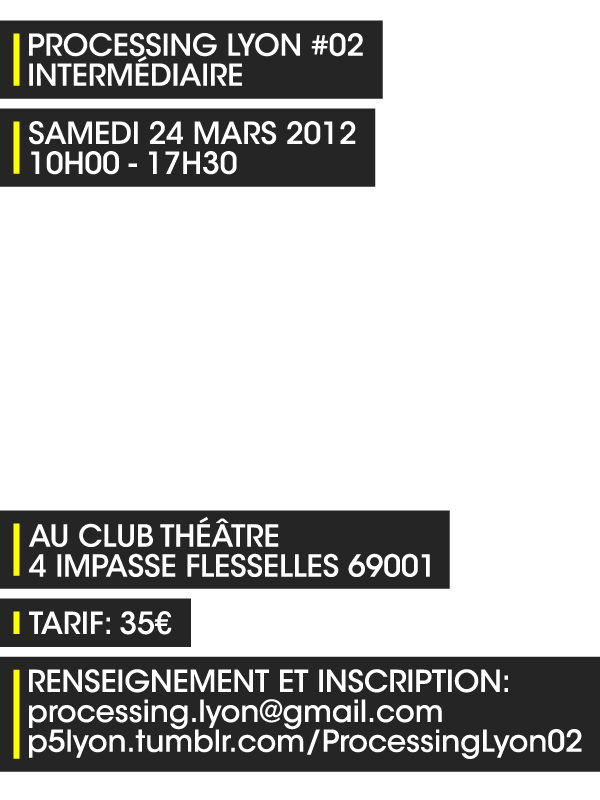 PROCESSING LYON #02
INTERMÉDIAIRE
SAMEDI 24 MARS 2012
10H00 - 17H30
AU CLUB THÉÂTRE
4 IMPASSE FLESSELLES 69001
TARIF: 35€
RENSEIGNEMENT ET INSCRIPTION:
processing.lyon@gmail.com
p5lyon.tumblr.com/ProcessingLyon02